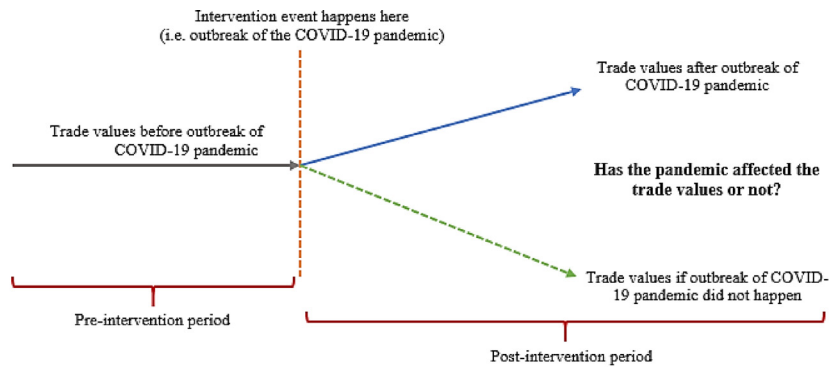 Intervention event happens here
(i.e. outbreak of the COVID-19 pandemic)
Trade values after outbreak of
COVID-19 pandemic
Trade values before outbreak of
COVID-19 pandemic
Has the pandemic affected the
trade values or not?
Trade values if outbreak of COVID-
19 pandemic did not happen
Pre-intervention period
Post-intervention period